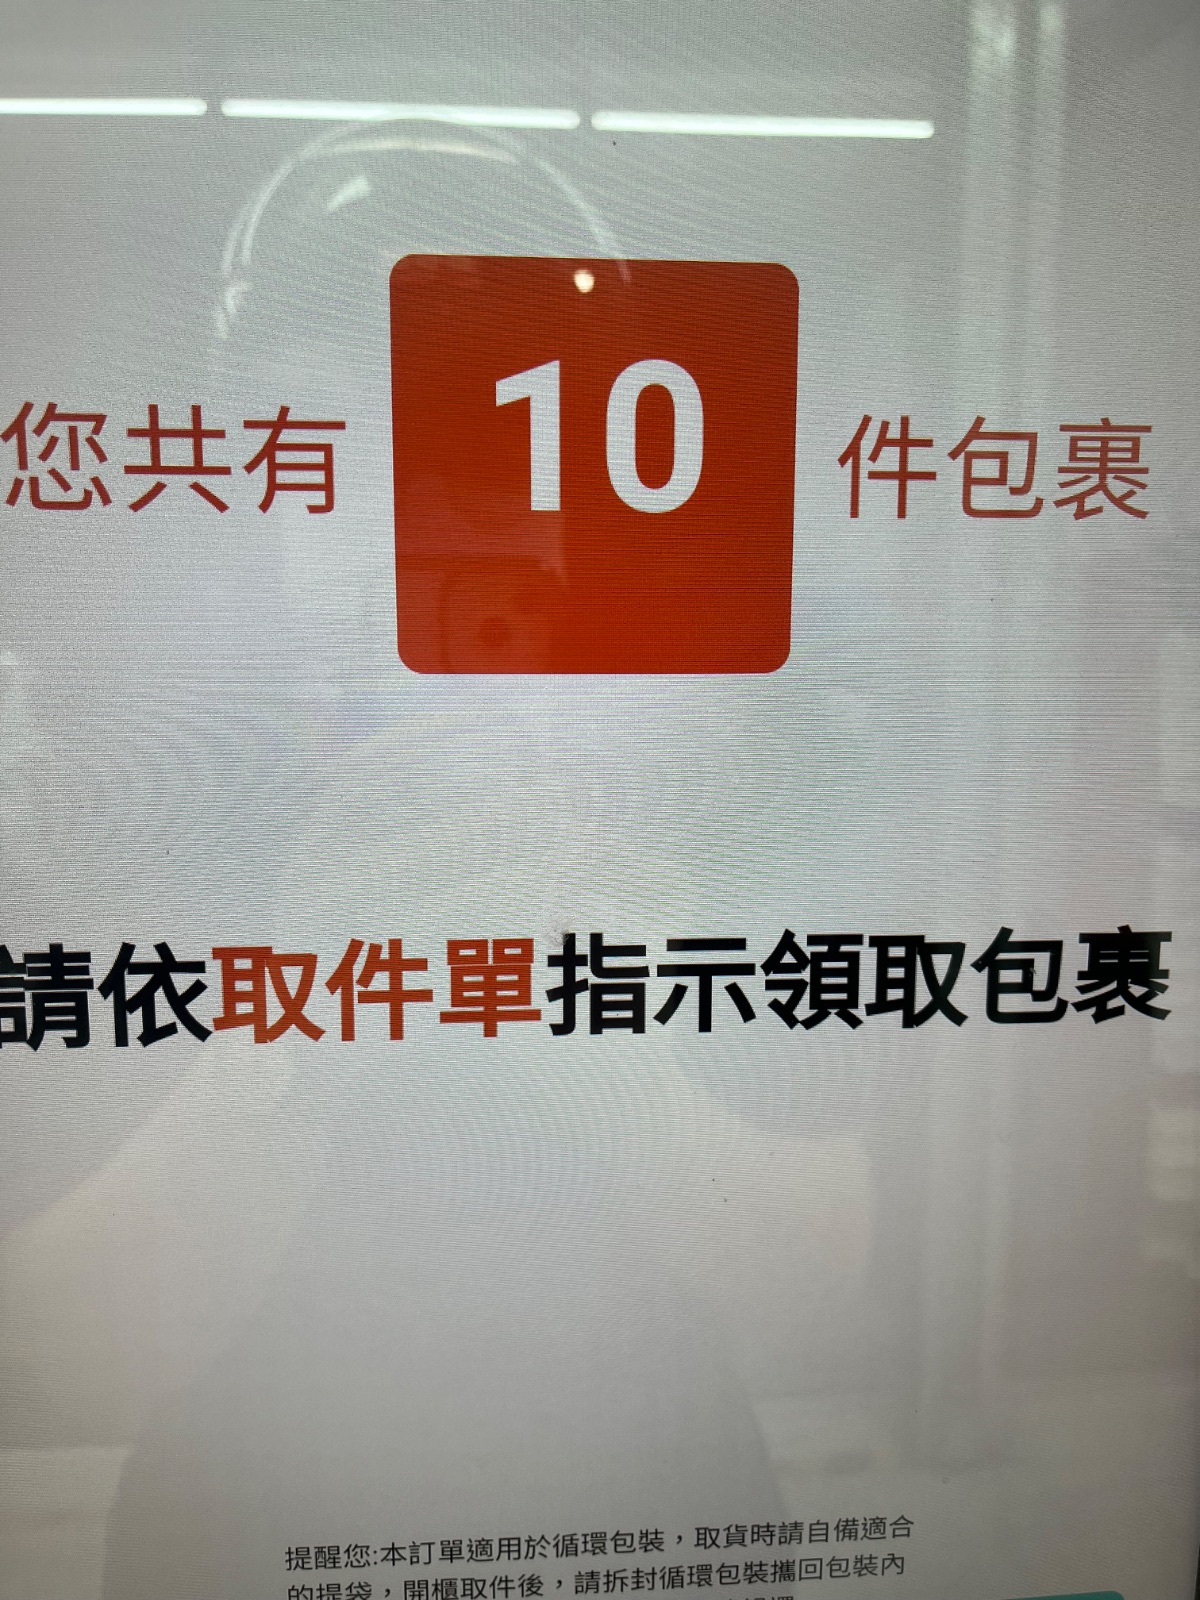 您共有 10 件包裹
請依取件單指示領取包裹
提醒您:本訂單適用於循環包裝，取貨時請自備適合
的提袋，開櫃取件後，請拆封循環包裝攜回包裝內